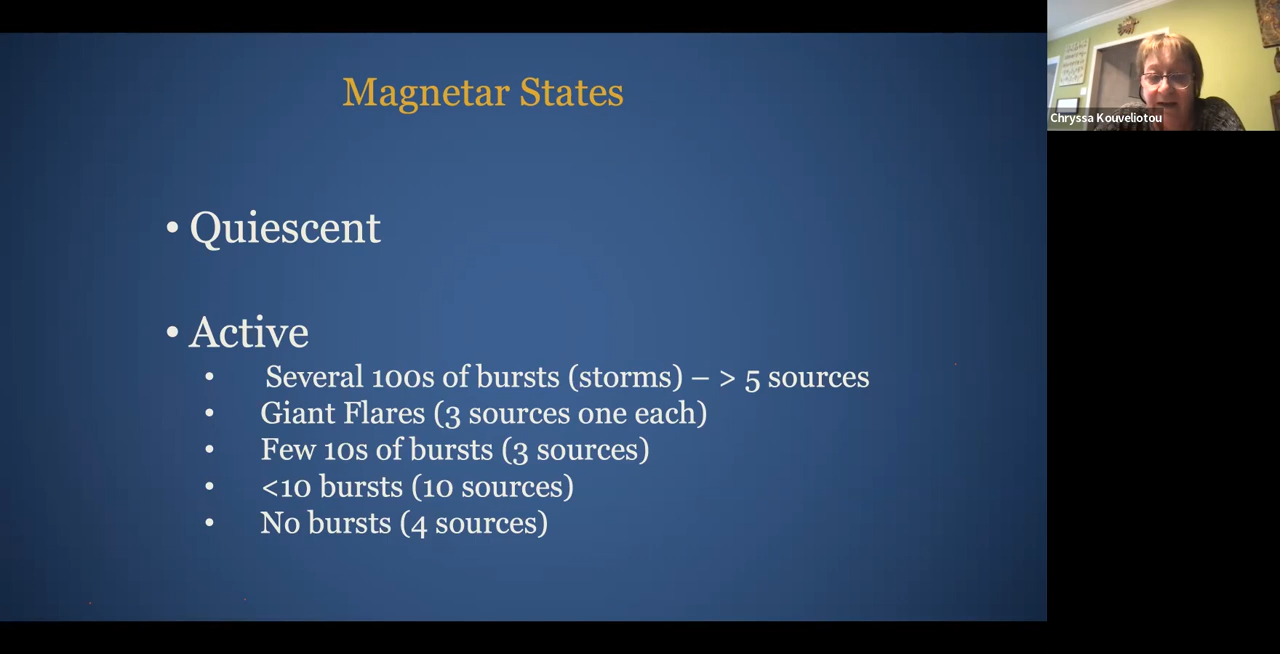 Magnetar States
• Quiescent
• Active
• Several 100s of bursts (storms) – > 5 sources
• Giant Flares (3 sources one each)
• Few 10s of bursts (3 sources)
• <10 bursts (10 sources)
• No bursts (4 sources)
Chryssa Kouveliotou